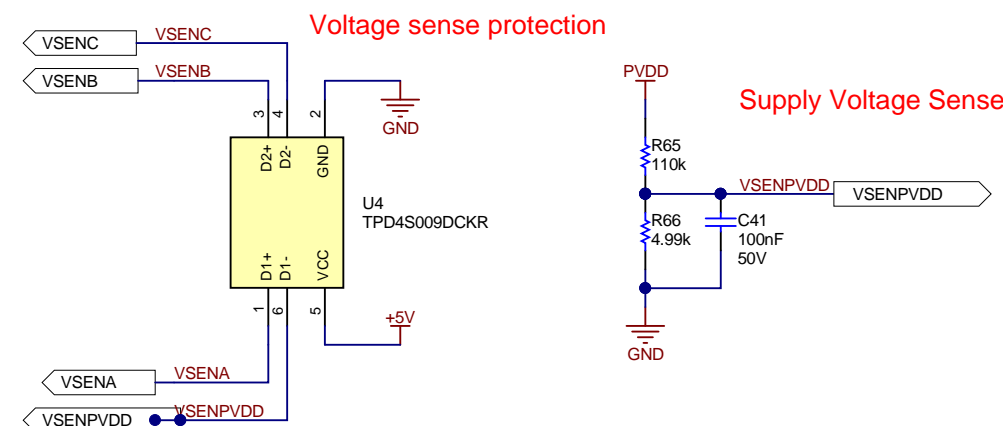 Voltage sense protection
VSENC
VSENC
VSENB
VSENB
3
4
2
D2+
D2-
GND
GND
U4
TPD4S009DCKR
D1+
D1-
VCC
1
6
5
+5V
VSENA
VSENA
VSENPVDD
VSENPVDD
PVDD
Supply Voltage Sense
R65
110k
VSENPVDD
VSENPVDD
R66
4.99k
C41
100nF
50V
GND